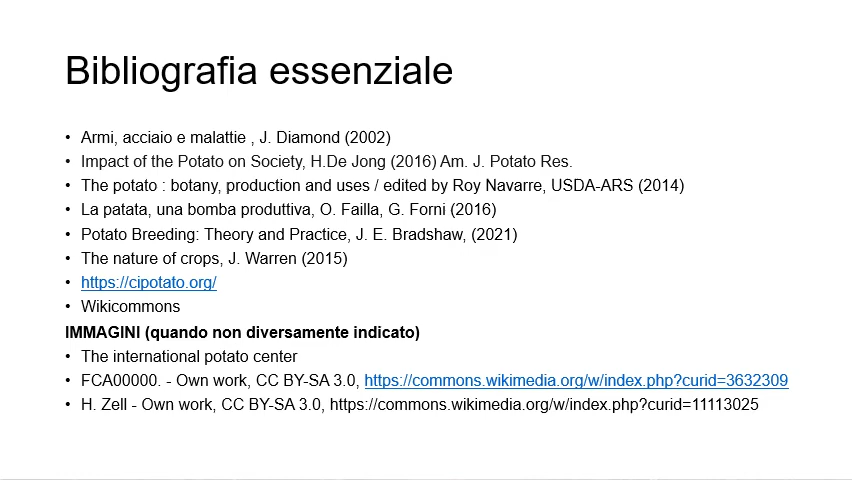 Bibliografia essenziale
• Armi, acciaio e malattie , J. Diamond (2002)
• Impact of the Potato on Society, H.De Jong (2016) Am. J. Potato Res.
• The potato : botany, production and uses / edited by Roy Navarre, USDA-ARS (2014)
• La patata, una bomba produttiva, O. Failla, G. Forni (2016)
• Potato Breeding: Theory and Practice, J. E. Bradshaw, (2021)
• The nature of crops, J. Warren (2015)
• https://cipotato.org/
• Wikicommons
IMMAGINI (quando non diversamente indicato)
• The international potato center
• FCA00000. - Own work, CC BY-SA 3.0, https://commons.wikimedia.org/w/index.php?curid=3632309
• H. Zell - Own work, CC BY-SA 3.0, https://commons.wikimedia.org/w/index.php?curid=11113025